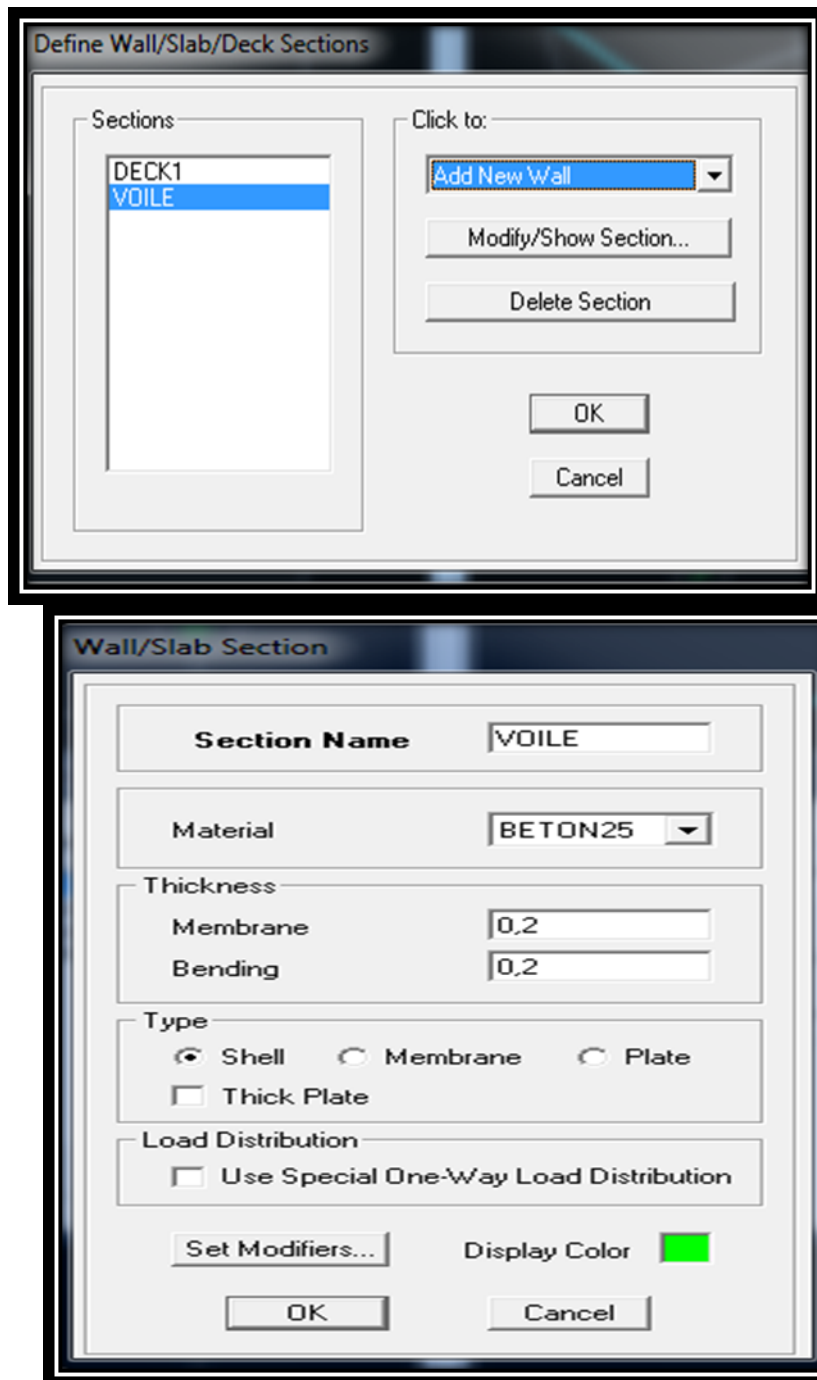 Define Wall/Slab/Deck Sections
Sections
DECK1
VOILE
Click to:
Add New Wall
Modify/Show Section...
Delete Section
OK
Cancel
Wall/Slab Section
Section Name VOILE
Material BETON25
Thickness
Membrane 0,2
Bending 0,2
Type
Shell Membrane Plate
Thick Plate
Load Distribution
Use Special One-Way Load Distribution
Set Modifiers... Display Color
OK Cancel